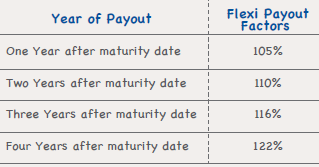 Year of Payout
Flexi Payout
Factors
One Year after maturity date 105%
Two Years after maturity date 110%
Three Years after maturity date 116%
Four Years after maturity date 122%